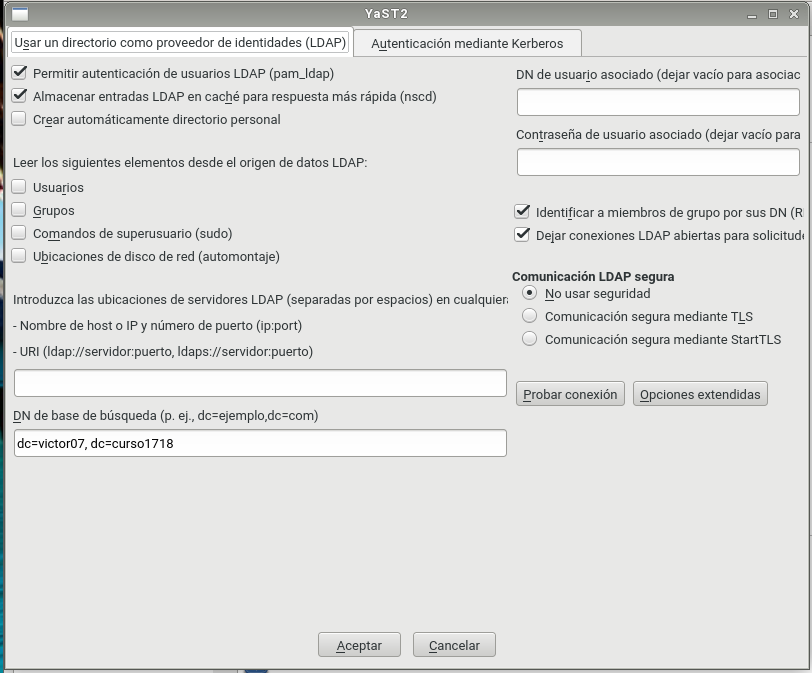 YaST2
Usar un directorio como proveedor de identidades (LDAP)
Autenticación mediante Kerberos
Permitir autenticación de usuarios LDAP (pam_ldap)
Almacenar entradas LDAP en caché para respuesta más rápida (nscd)
Crear automáticamente directorio personal
Leer los siguientes elementos desde el origen de datos LDAP:
Usuarios
Grupos
Comandos de superusuario (sudo)
Ubicaciones de disco de red (automontaje)
Introduzca las ubicaciones de servidores LDAP (separadas por espacios) en cualquiera
- Nombre de host o IP y número de puerto (ip:port)
- URI (ldap://servidor:puerto, ldaps://servidor:puerto)
DN de base de búsqueda (p. ej., dc=ejemplo,dc=com)
dc=victor07, dc=curso1718
DN de usuario asociado (dejar vacío para asociac
Contraseña de usuario asociado (dejar vacío para
Identificar a miembros de grupo por sus DN (R
Dejar conexiones LDAP abiertas para solicitude
Comunicación LDAP segura
No usar seguridad
Comunicación segura mediante TLS
Comunicación segura mediante StartTLS
Probar conexión
Opciones extendidas
Aceptar
Cancelar